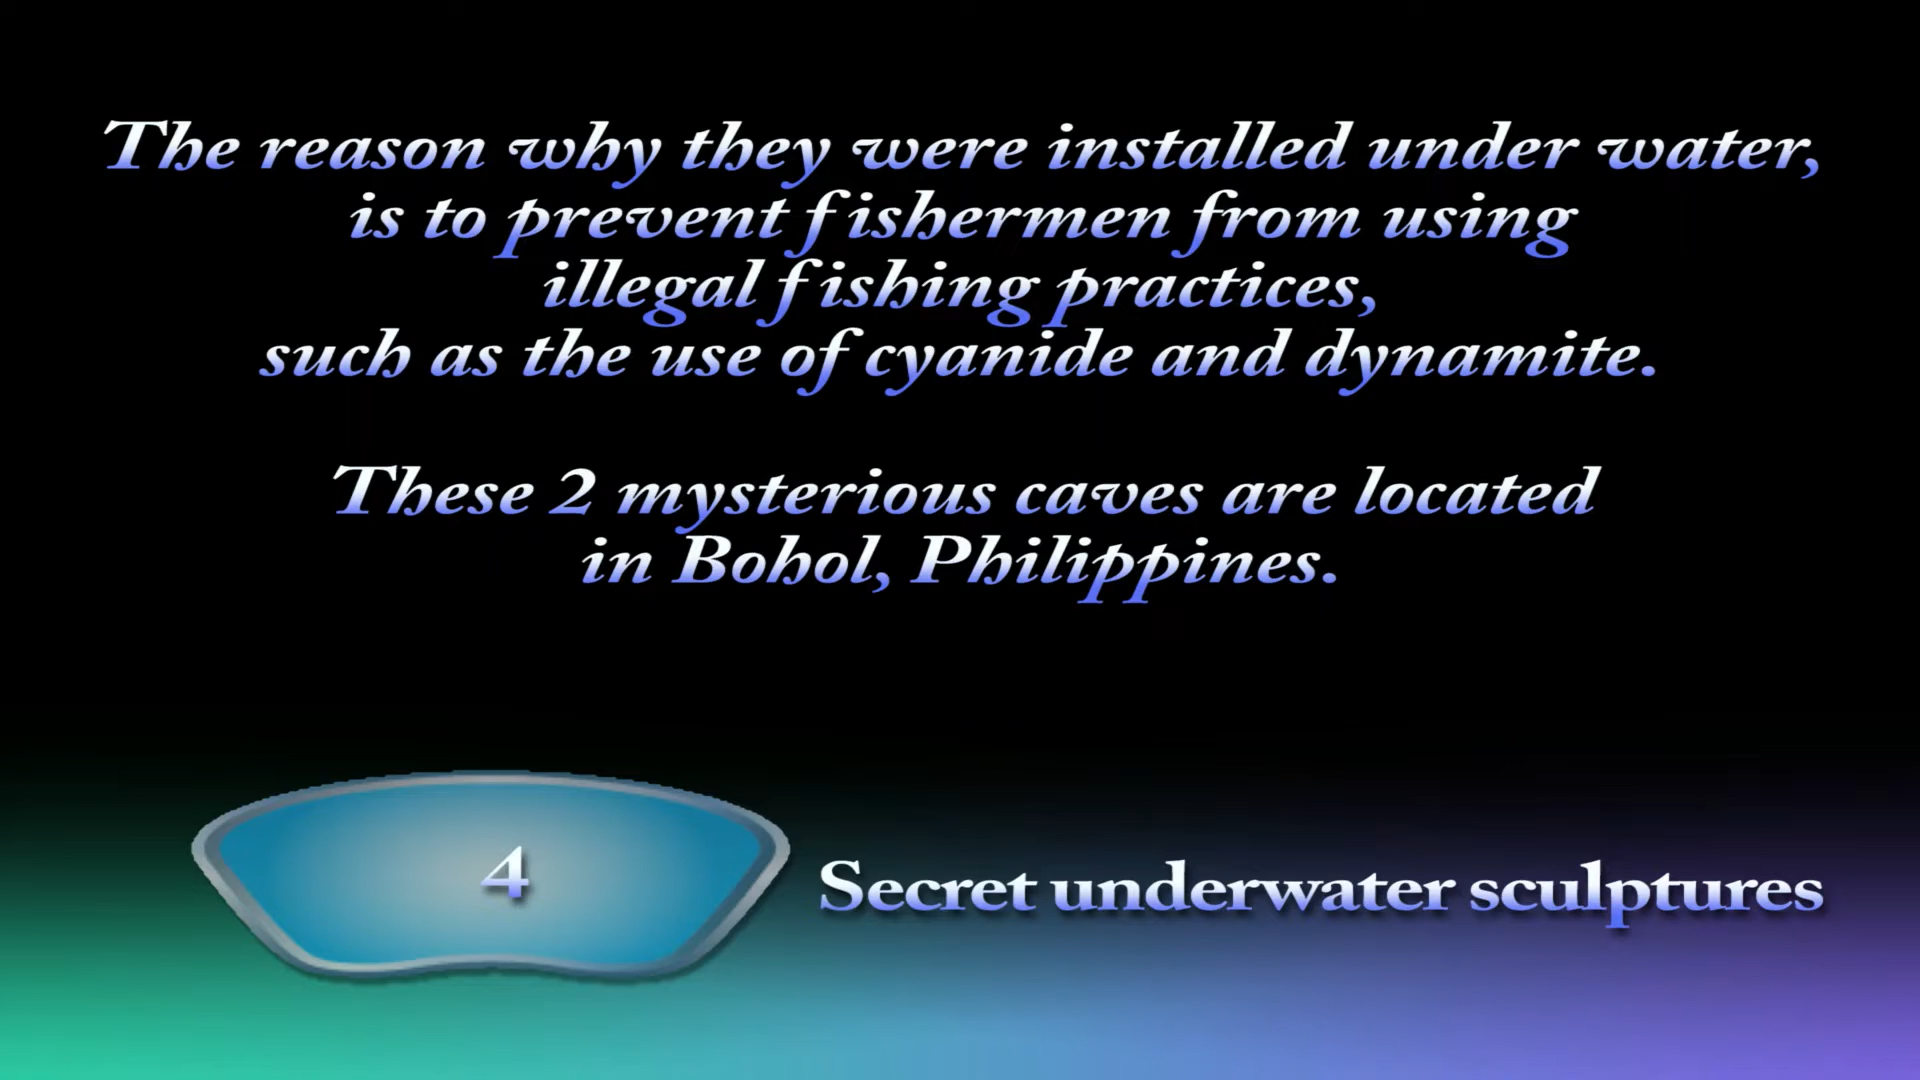 The reason why they were installed under water,
is to prevent fishermen from using
illegal fishing practices,
such as the use of cyanide and dynamite.
These 2 mysterious caves are located
in Bohol, Philippines.
4
Secret underwater sculptures